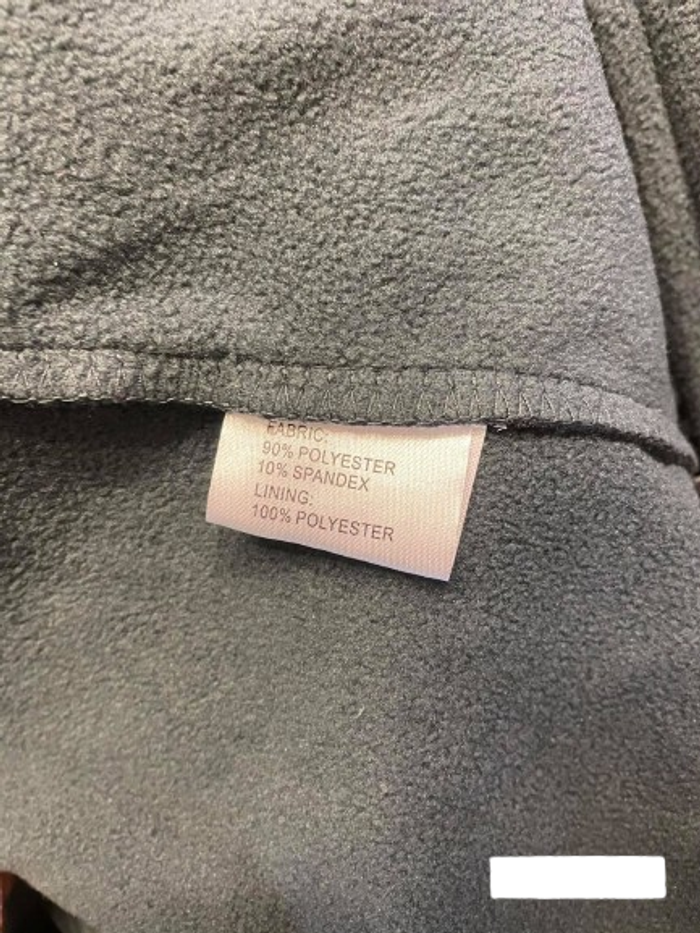 FABRIC:
90% POLYESTER
10% SPANDEX
LINING:
100% POLYESTER